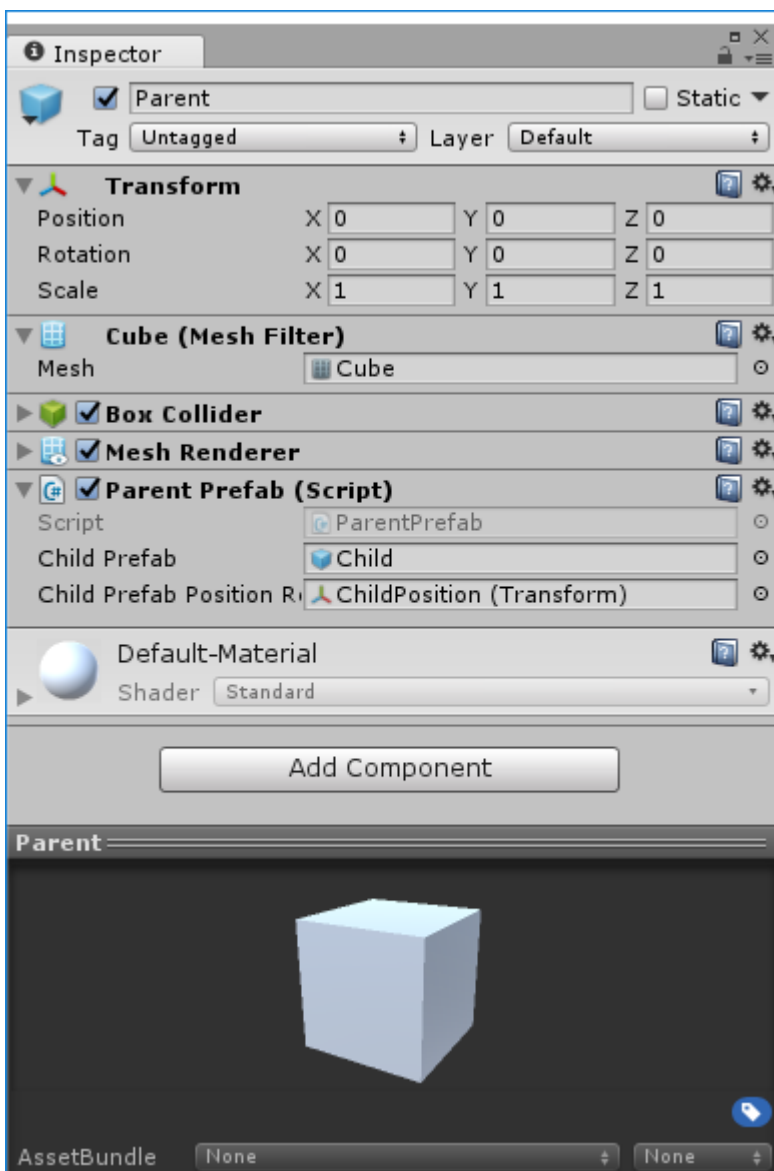 Inspector
Parent Static
Tag Untagged Layer Default
Transform
Position X 0 Y 0 Z 0
Rotation X 0 Y 0 Z 0
Scale X 1 Y 1 Z 1
Cube (Mesh Filter)
Mesh Cube
Box Collider
Mesh Renderer
C# Parent Prefab (Script)
Script ParentPrefab
Child Prefab Child
Child Prefab Position R ChildPosition (Transform)
Default-Material
Shader Standard
Add Component
Parent
AssetBundle None None